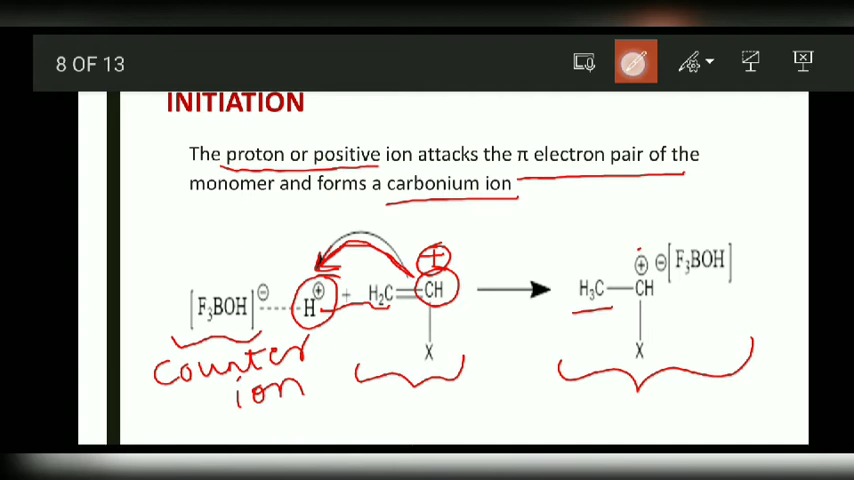 8 OF 13
INITIATION
The proton or positive ion attacks the π electron pair of the
monomer and forms a carbonium ion
[F₃BOH]⊖-----H⊕ + H₂C=CH ⟶ H₃C—CH⊕ ⊖[F₃BOH]
+
X X
Counter
ion